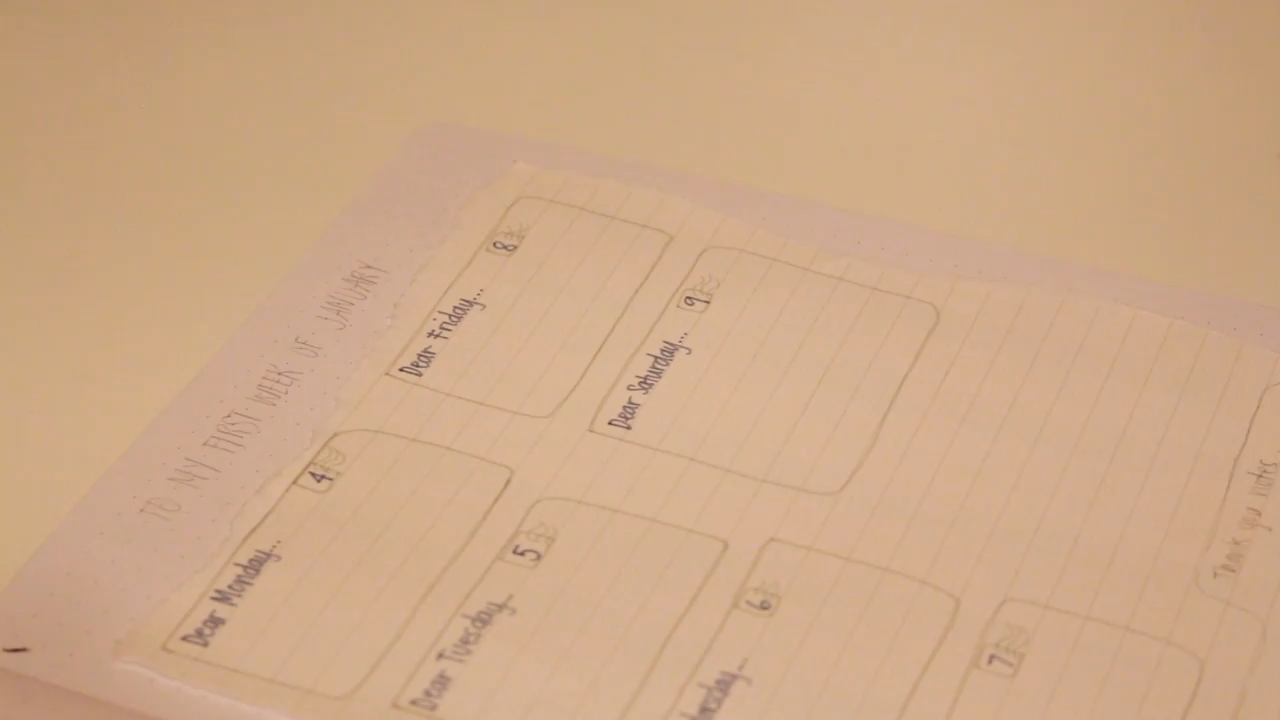 TO MY FIRST WEEK OF JANUARY
8
Dear Friday...
9
Dear Saturday...
4
Dear Monday...
5
Dear Tuesday...
6
7
Thank you notes